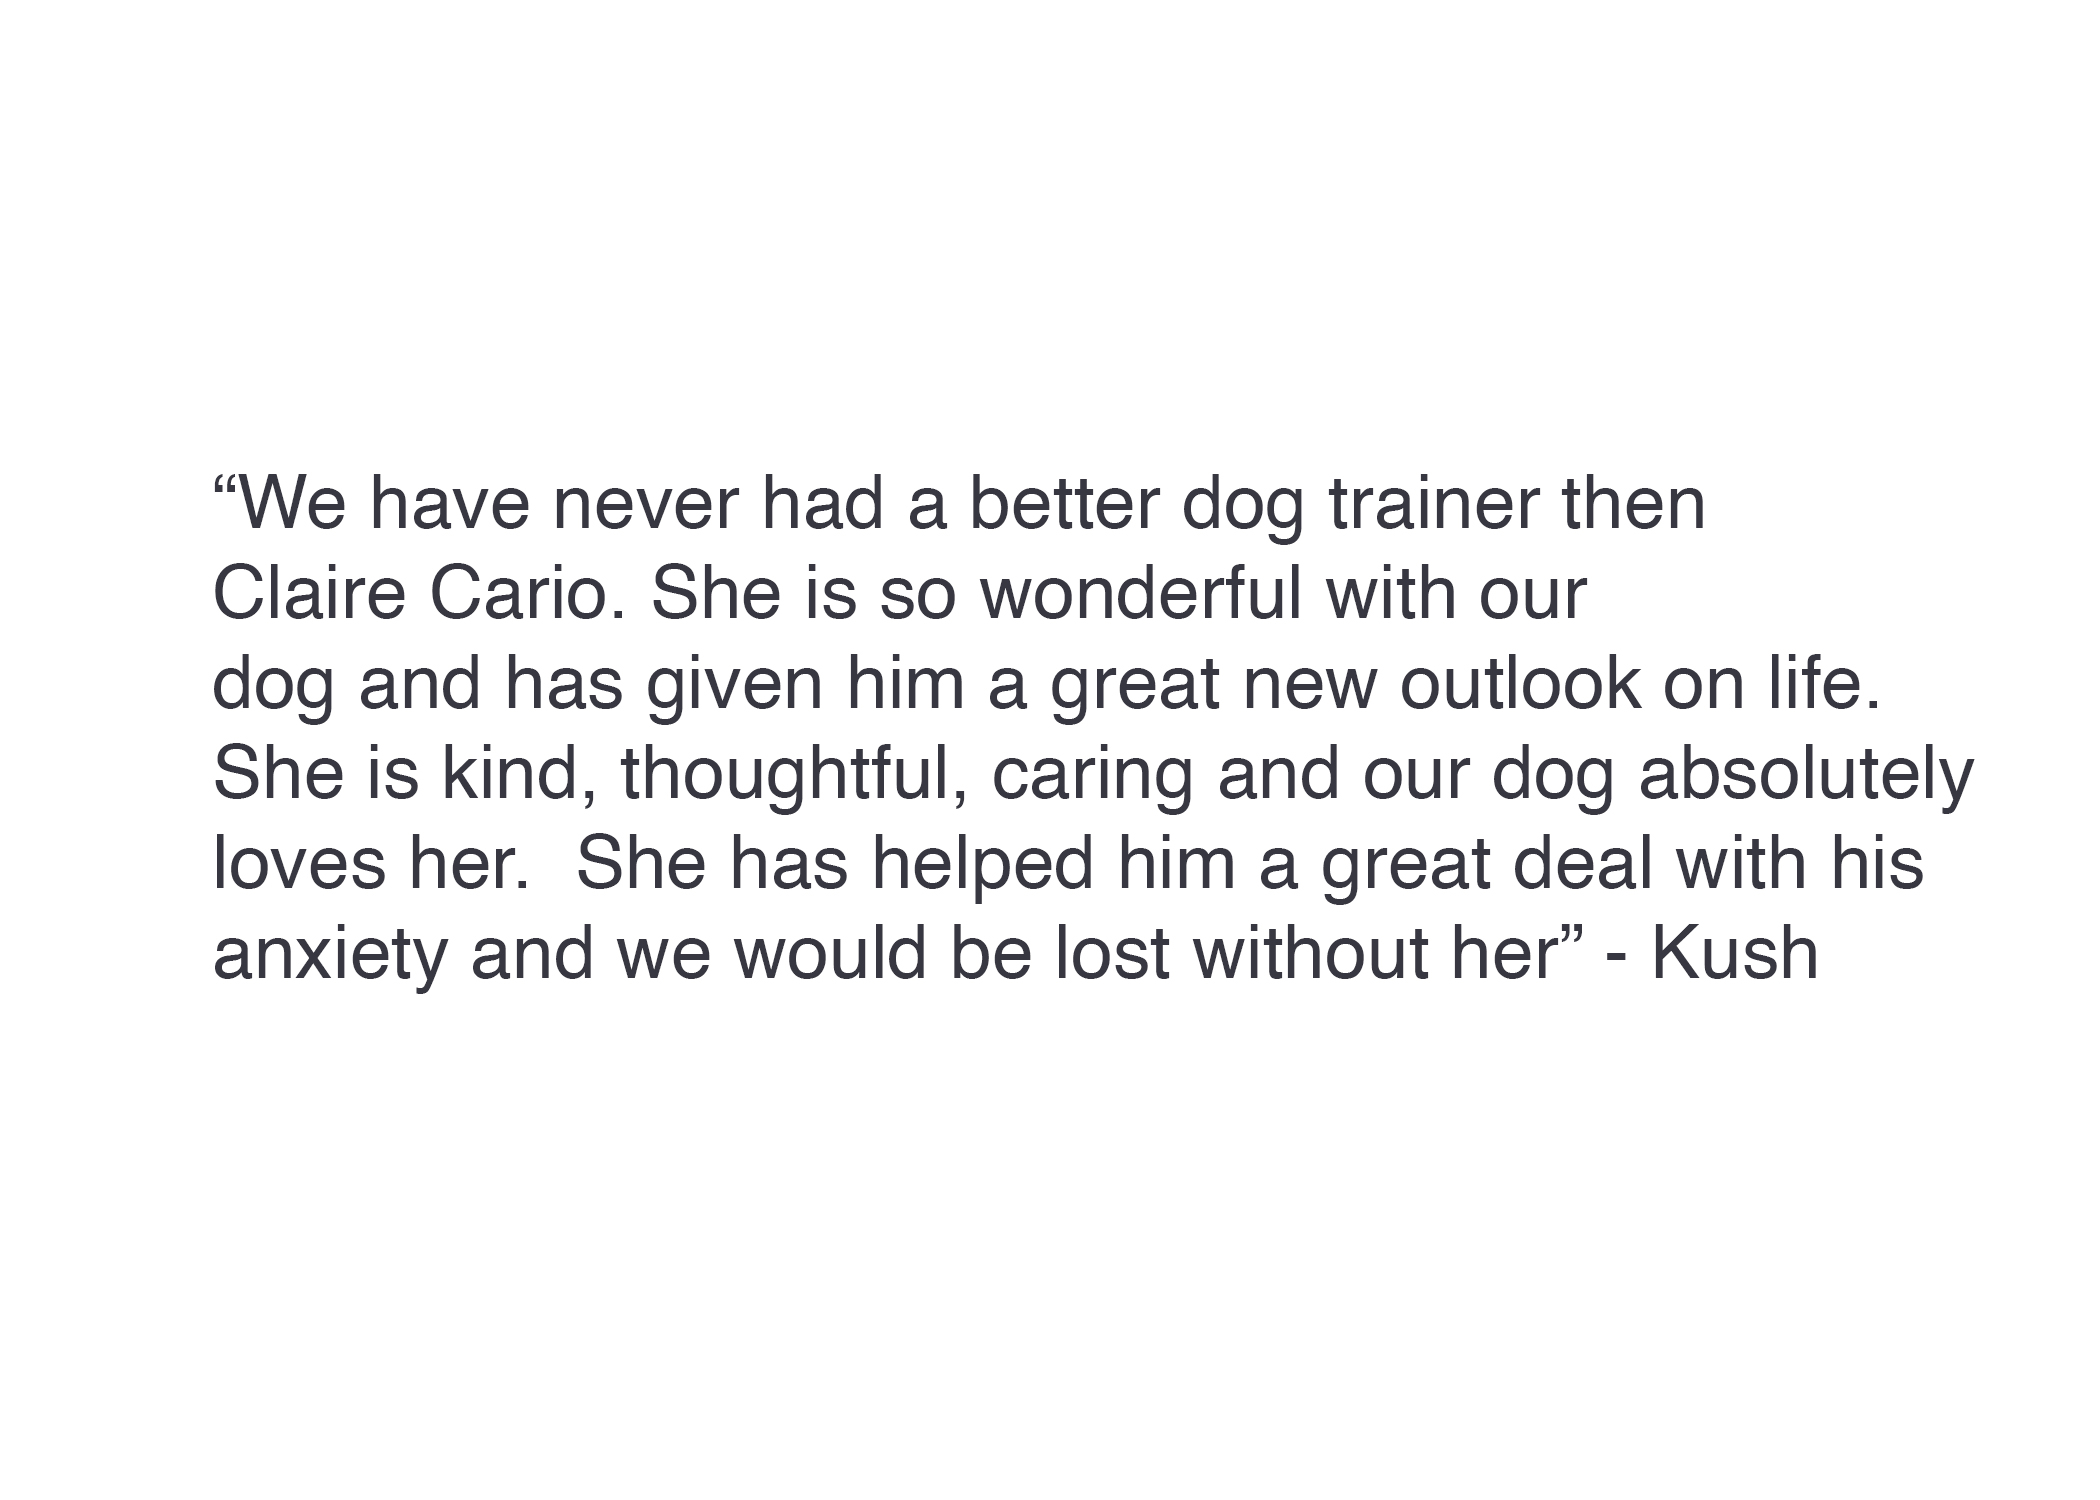 “We have never had a better dog trainer then
Claire Cario. She is so wonderful with our
dog and has given him a great new outlook on life.
She is kind, thoughtful, caring and our dog absolutely
loves her.  She has helped him a great deal with his
anxiety and we would be lost without her” - Kush